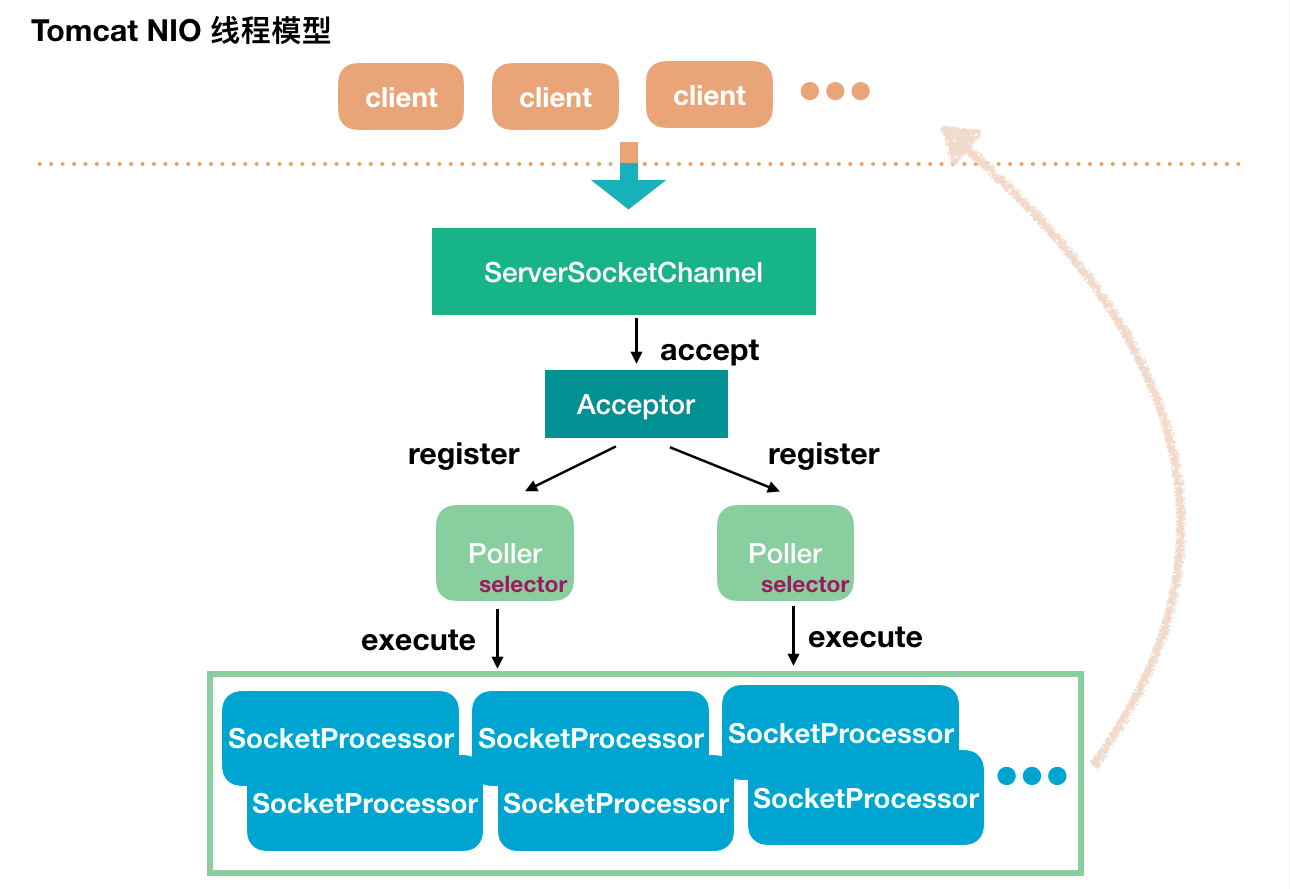 Tomcat NIO 线程模型
client
client
client
ServerSocketChannel
accept
Acceptor
register
register
Poller
selector
Poller
selector
execute
execute
SocketProcessor
SocketProcessor
SocketProcessor
SocketProcessor
SocketProcessor
SocketProcessor